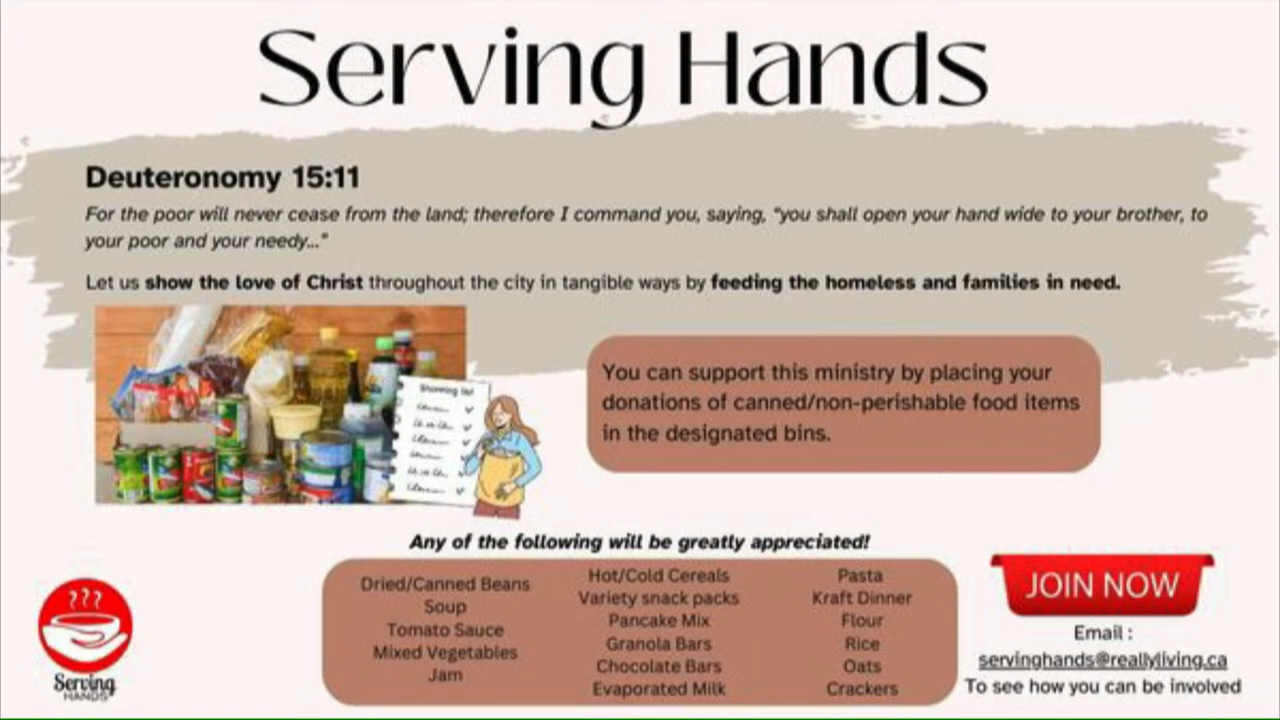 Serving Hands
Deuteronomy 15:11
For the poor will never cease from the land; therefore I command you, saying, "you shall open your hand wide to your brother, to
your poor and your needy..."
Let us show the love of Christ throughout the city in tangible ways by feeding the homeless and families in need.
You can support this ministry by placing your
donations of canned/non-perishable food items
in the designated bins.
Any of the following will be greatly appreciated!
Dried/Canned Beans
Soup
Tomato Sauce
Mixed Vegetables
Jam
Hot/Cold Cereals
Variety snack packs
Pancake Mix
Granola Bars
Chocolate Bars
Evaporated Milk
Pasta
Kraft Dinner
Flour
Rice
Oats
Crackers
JOIN NOW
Email :
servinghands@reallyliving.ca
To see how you can be involved
Serving
HANDS